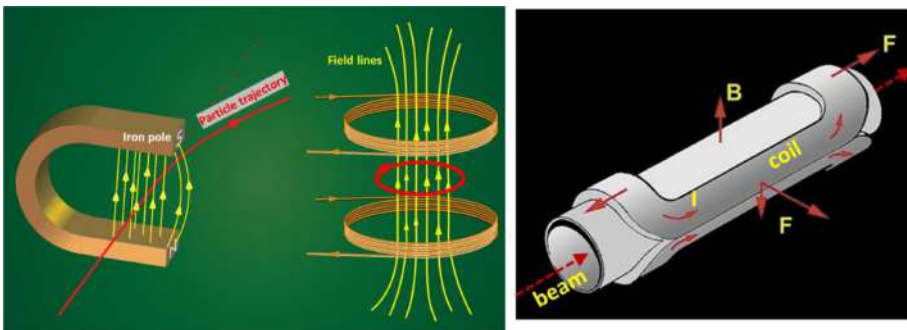 Field lines
Particle trajectory
Iron pole
S
N
F
B
coil
I
F
beam